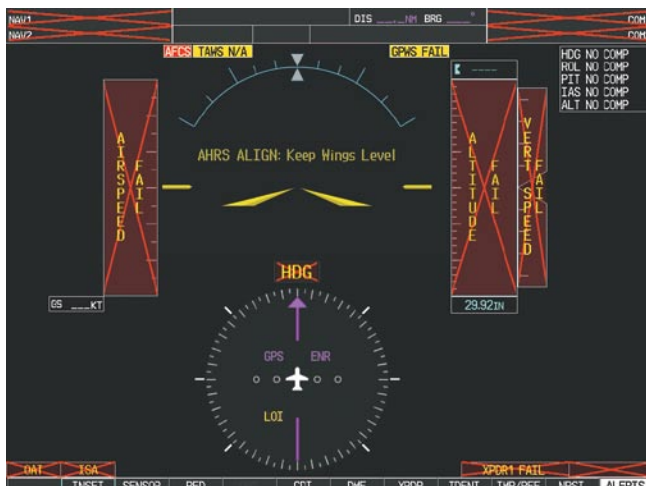 NAV1
DIS _ _ . _NM BRG _ _ _°
COM
NAV2
COM
AFCS TAWS N/A
GPWS FAIL
HDG NO COMP
ROL NO COMP
PIT NO COMP
IAS NO COMP
ALT NO COMP
AIRSPEED FAIL
AHRS ALIGN: Keep Wings Level
ALTITUDE FAIL
VERT SPEED FAIL
HDG
GS _ _ _KT
29.92IN
GPS ENR
LOI
OAT ISA
XPDR1 FAIL
INSET SENSOR PFD CDI DME XPDR IDENT TMR/REF NRST ALERTS